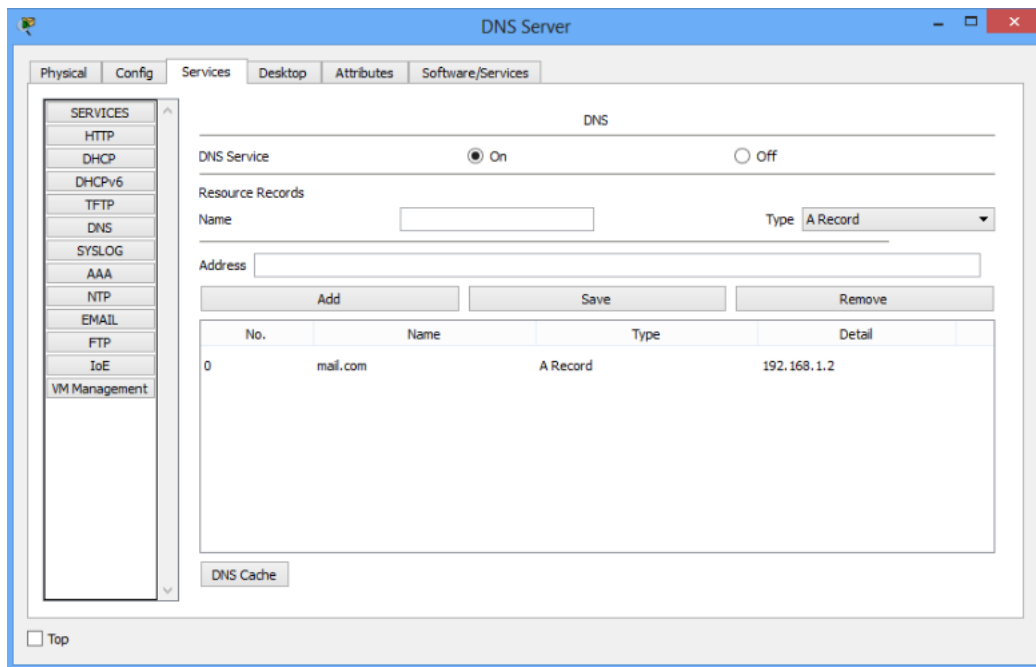 DNS Server
Physical Config Services Desktop Attributes Software/Services
SERVICES
HTTP
DHCP
DHCPv6
TFTP
DNS
SYSLOG
AAA
NTP
EMAIL
FTP
IoE
VM Management
DNS
DNS Service On Off
Resource Records
Name Type A Record
Address
Add Save Remove
No. Name Type Detail
0 mail.com A Record 192.168.1.2
DNS Cache
Top